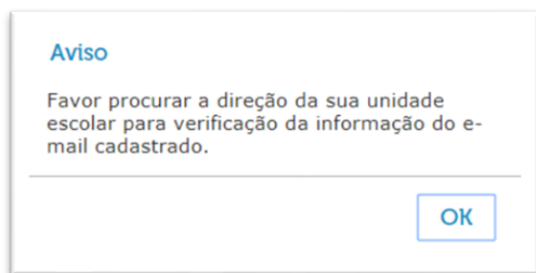 Aviso
Favor procurar a direção da sua unidade
escolar para verificação da informação do e-
mail cadastrado.
OK